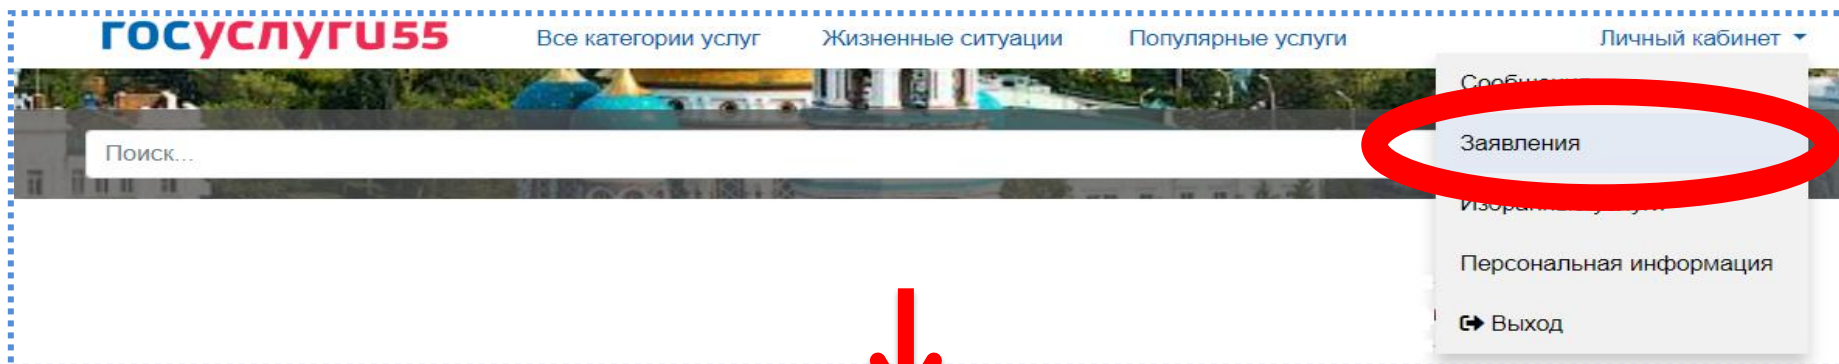 госуслуги55
Все категории услуг Жизненные ситуации Популярные услуги Личный кабинет
Поиск...
Заявления
Персональная информация
Выход